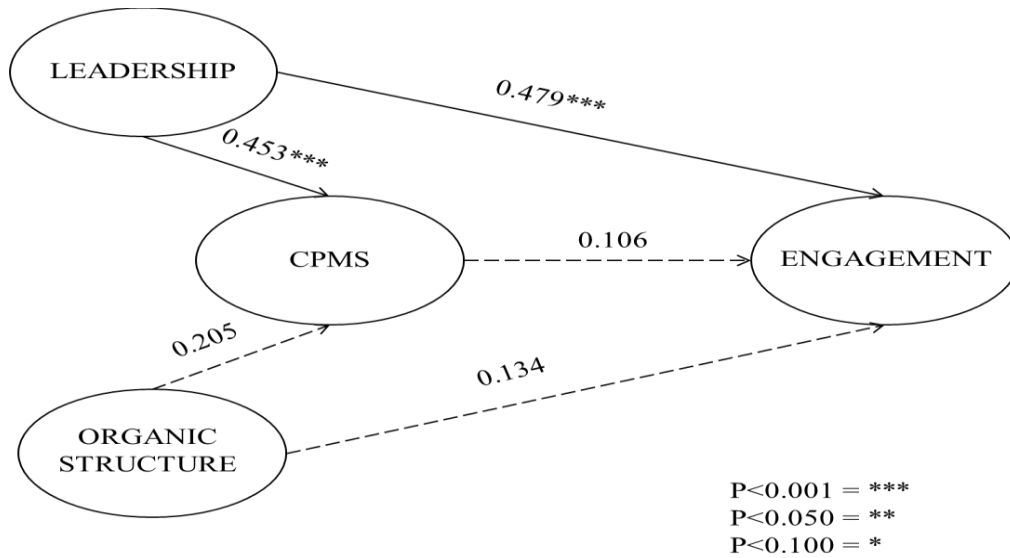 LEADERSHIP
0.479***
0.453***
CPMS
0.106
ENGAGEMENT
0.205
0.134
ORGANIC
STRUCTURE
P<0.001 = ***
P<0.050 = **
P<0.100 = *